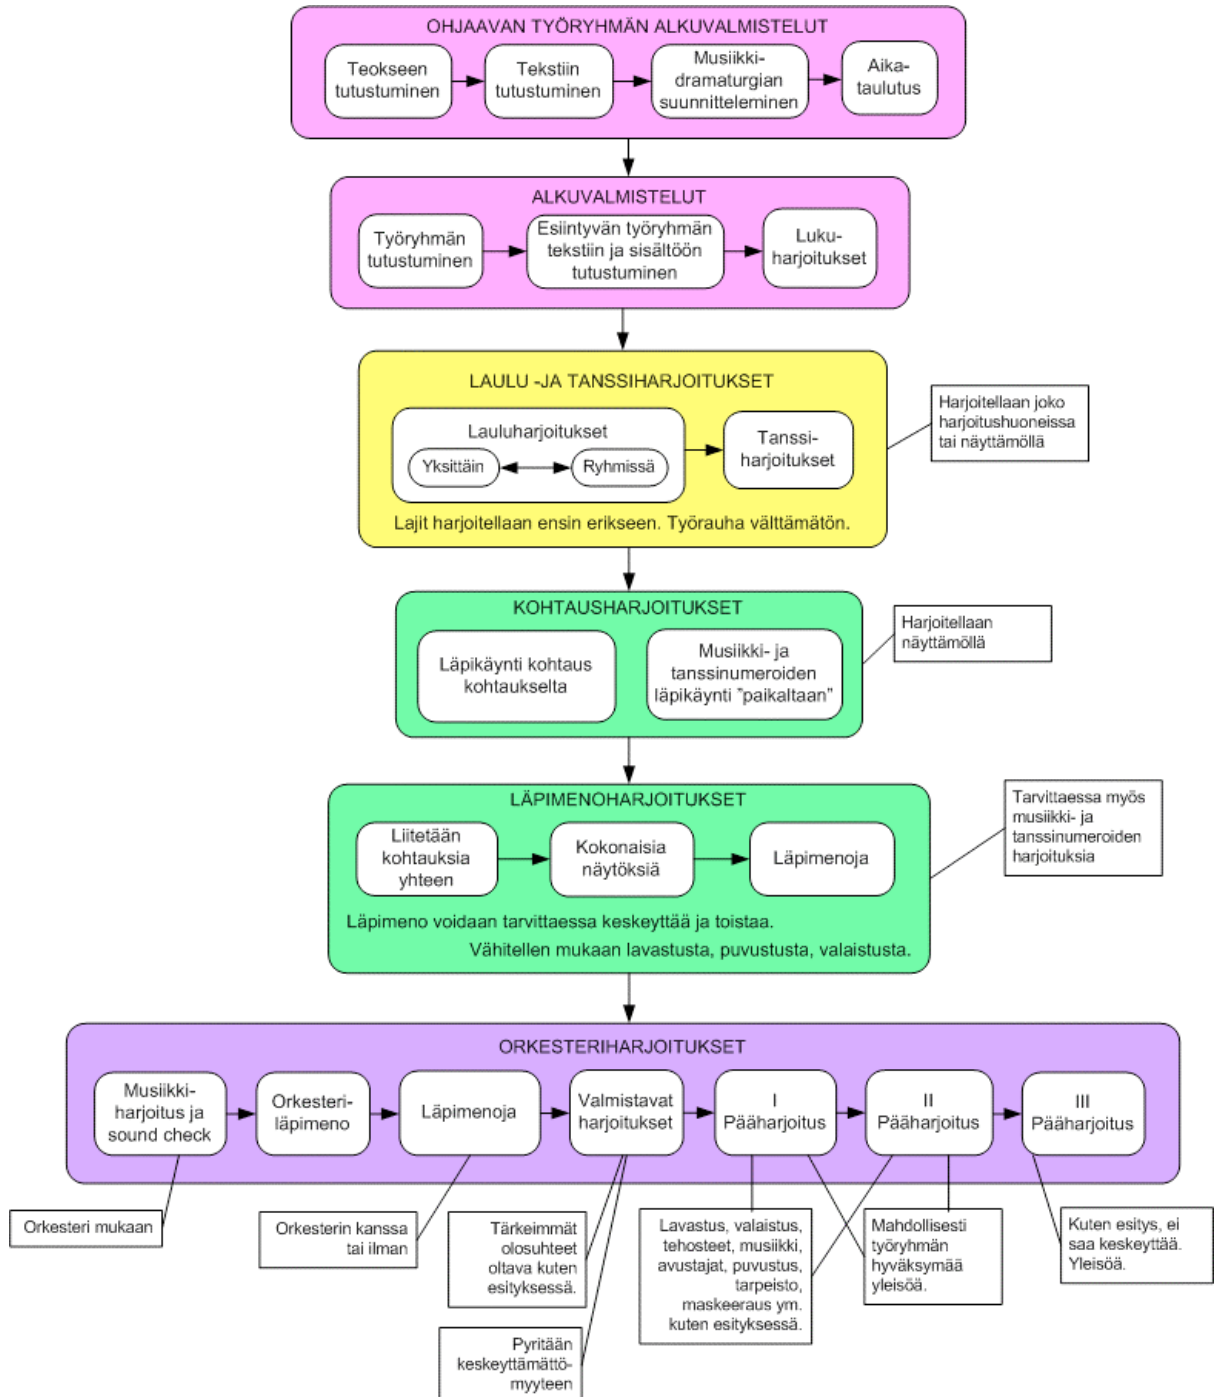 OHJAAVAN TYÖRYHMÄN ALKUVALMISTELUT
Teokseen
tutustuminen
Tekstiin
tutustuminen
Musiikki-
dramaturgian
suunnitteleminen
Aika-
taulutus
ALKUVALMISTELUT
Työryhmän
tutustuminen
Esiintyvän työryhmän
tekstiin ja sisältöön
tutustuminen
Luku-
harjoitukset
LAULU -JA TANSSIHARJOITUKSET
Lauluharjoitukset
Yksittäin
Ryhmissä
Tanssi-
harjoitukset
Lajit harjoitellaan ensin erikseen. Työrauha välttämätön.
Harjoitellaan joko
harjoitushuoneissa
tai näyttämöllä
KOHTAUSHARJOITUKSET
Läpikäynti kohtaus
kohtaukselta
Musiikki- ja
tanssinumeroiden
läpikäynti ”paikaltaan”
Harjoitellaan
näyttämöllä
LÄPIMENOHARJOITUKSET
Liitetään
kohtauksia
yhteen
Kokonaisia
näytöksiä
Läpimenoja
Läpimeno voidaan tarvittaessa keskeyttää ja toistaa.
Vähitellen mukaan lavastusta, puvustusta, valaistusta.
Tarvittaessa myös
musiikki- ja
tanssinumeroiden
harjoituksia
ORKESTERIHARJOITUKSET
Musiikki-
harjoitus ja
sound check
Orkesteri-
läpimeno
Läpimenoja
Valmistavat
harjoitukset
I
Pääharjoitus
II
Pääharjoitus
III
Pääharjoitus
Orkesteri mukaan
Orkesterin kanssa
tai ilman
Tärkeimmät
olosuhteet
oltava kuten
esityksessä.
Pyritään
keskeyttämättö-
myyteen
Lavastus, valaistus,
tehosteet, musiikki,
avustajat, puvustus,
tarpeisto,
maskeeraus ym.
kuten esityksessä.
Mahdollisesti
työryhmän
hyväksymää
yleisöä.
Kuten esitys, ei
saa keskeyttää.
Yleisöä.